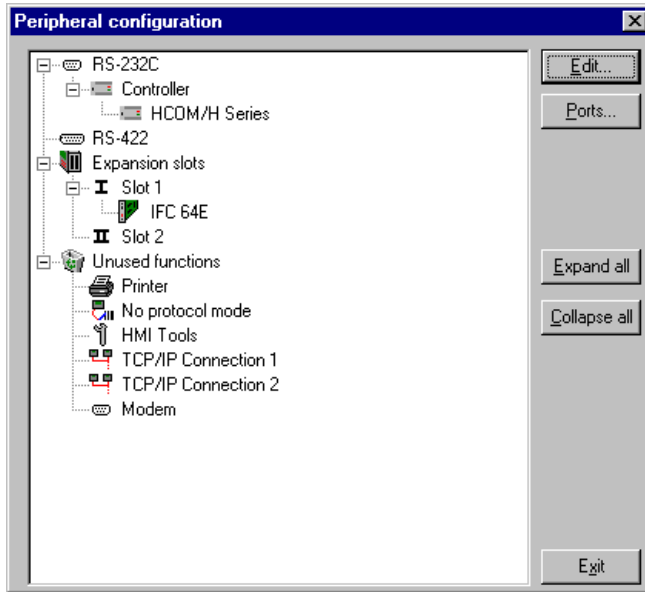 Peripheral configuration
RS-232C
Controller
HCOM/H Series
RS-422
Expansion slots
Slot 1
IFC 64E
Slot 2
Unused functions
Printer
No protocol mode
HMI Tools
TCP/IP Connection 1
TCP/IP Connection 2
Modem
Edit...
Ports...
Expand all
Collapse all
Exit